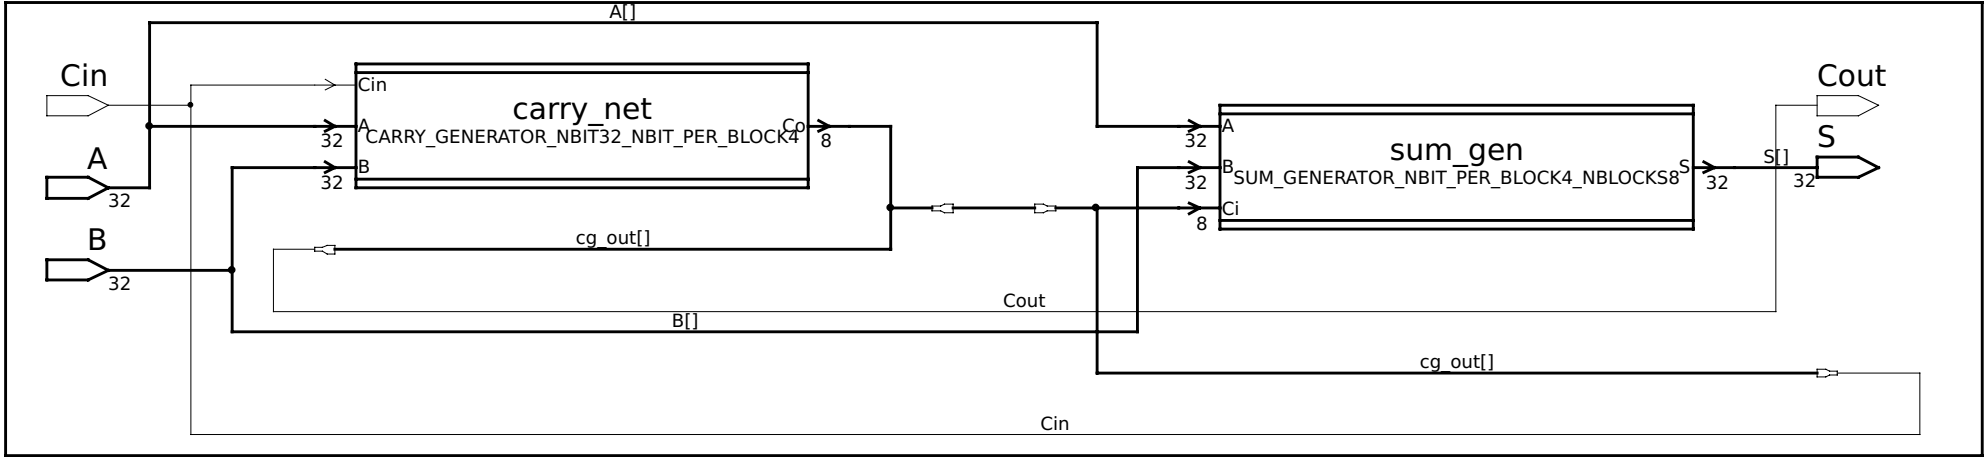 A[]
Cin
Cin
carry_net
A
CARRY_GENERATOR_NBIT32_NBIT_PER_BLOCK4
Co
32
8
B
32
A
32
B
32
cg_out[]
A
32
sum_gen
B
SUM_GENERATOR_NBIT_PER_BLOCK4_NBLOCKS8
S
32
32
Ci
8
Cout
S
S[]
32
Cout
B[]
cg_out[]
Cin